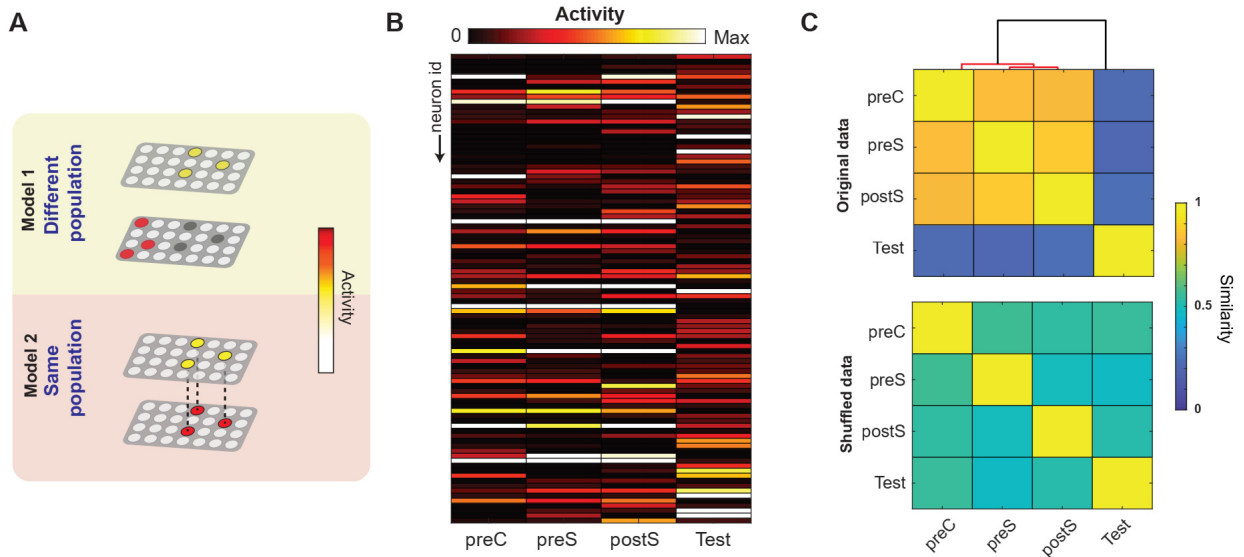 A
Model 1
Different
population
Model 2
Same
population
Activity
B
Activity
0
Max
neuron id
preC
preS
postS
Test
C
Original data
preC
preS
postS
Test
Shuffled data
preC
preS
postS
Test
preC
preS
postS
Test
1
0.5
0
Similarity